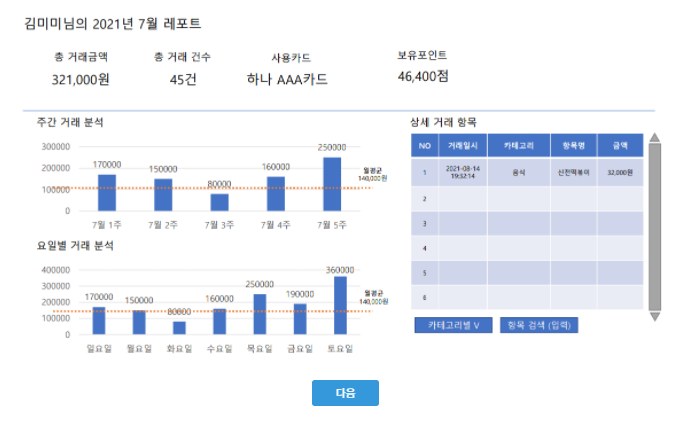 김미미님의 2021년 7월 레포트
총 거래금액 총 거래 건수 사용카드 보유포인트
321,000원 45건 하나 AAA카드 46,400점
주간 거래 분석
300000
200000
100000
0
170000 150000 80000 160000 250000
월평균
140,000원
7월 1주 7월 2주 7월 3주 7월 4주 7월 5주
요일별 거래 분석
400000
300000
200000
100000
0
170000 150000 80000 160000 250000 190000 360000
월평균
140,000원
일요일 월요일 화요일 수요일 목요일 금요일 토요일
상세 거래 항목
NO 거래일시 카테고리 항목명 금액
1 2021-08-14 19:32:14 음식 신전떡볶이 32,000원
2
3
4
5
6
카테고리별 V 항목 검색 (입력)
다음